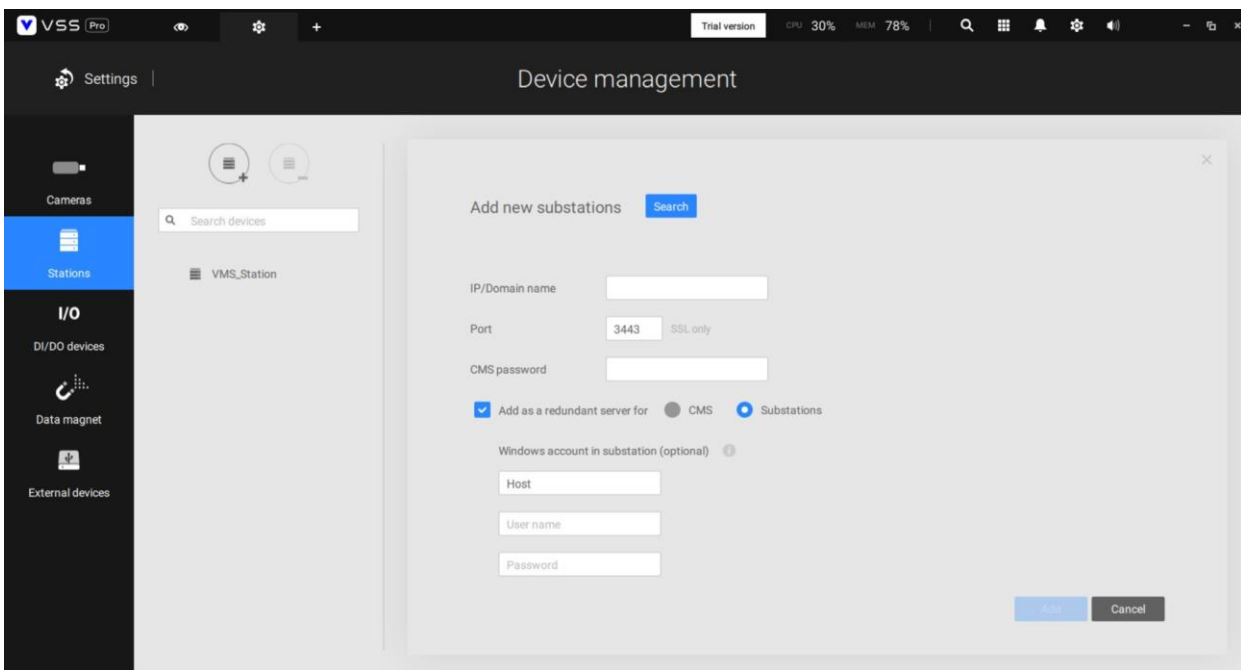 VSS Pro
+
Trial version
CPU 30%
MEM 78%
Settings
Device management
Cameras
Stations
I/O
DI/DO devices
Data magnet
External devices
Search devices
VMS_Station
Add new substations
Search
IP/Domain name
Port
3443
SSL only
CMS password
Add as a redundant server for
CMS
Substations
Windows account in substation (optional)
Host
User name
Password
Add
Cancel